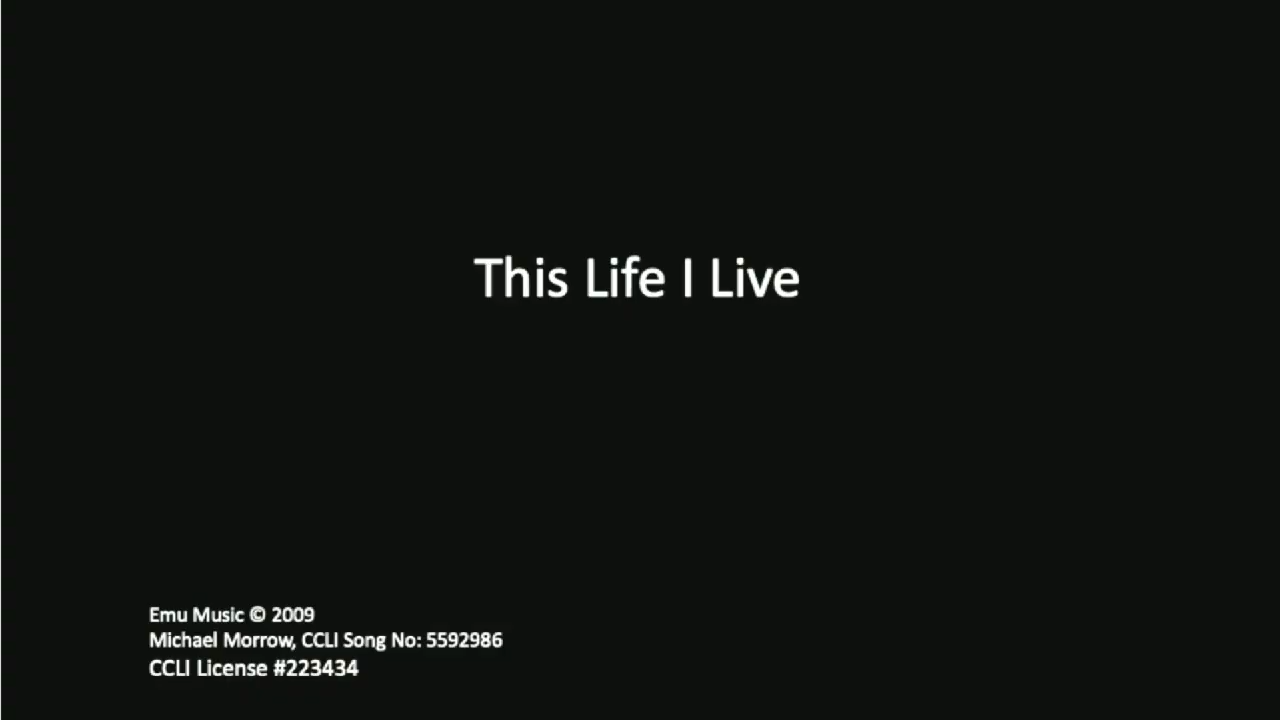 This Life I Live
Emu Music © 2009
Michael Morrow, CCLI Song No: 5592986
CCLI License #223434